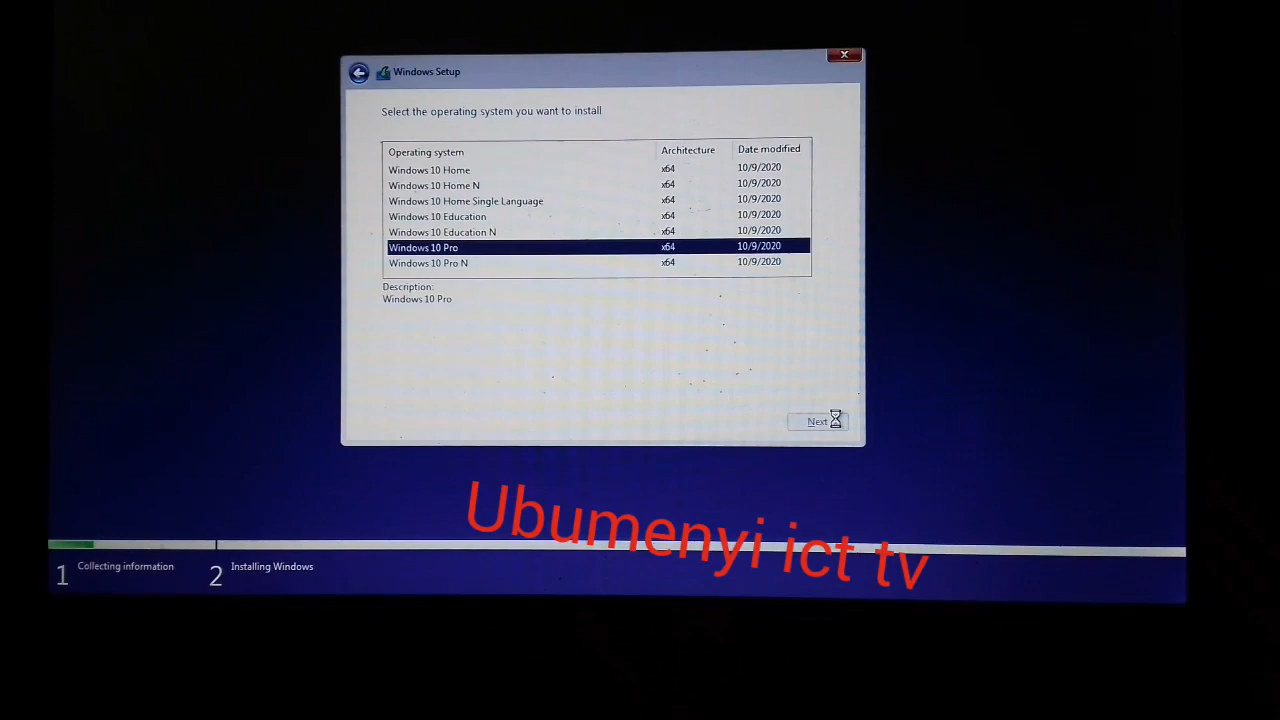 Windows Setup
Select the operating system you want to install
Operating system Architecture Date modified
Windows 10 Home x64 10/9/2020
Windows 10 Home N x64 10/9/2020
Windows 10 Home Single Language x64 10/9/2020
Windows 10 Education x64 10/9/2020
Windows 10 Education N x64 10/9/2020
Windows 10 Pro x64 10/9/2020
Windows 10 Pro N x64 10/9/2020
Description:
Windows 10 Pro
Next
Ubumenyi ict tv
1 Collecting information 2 Installing Windows